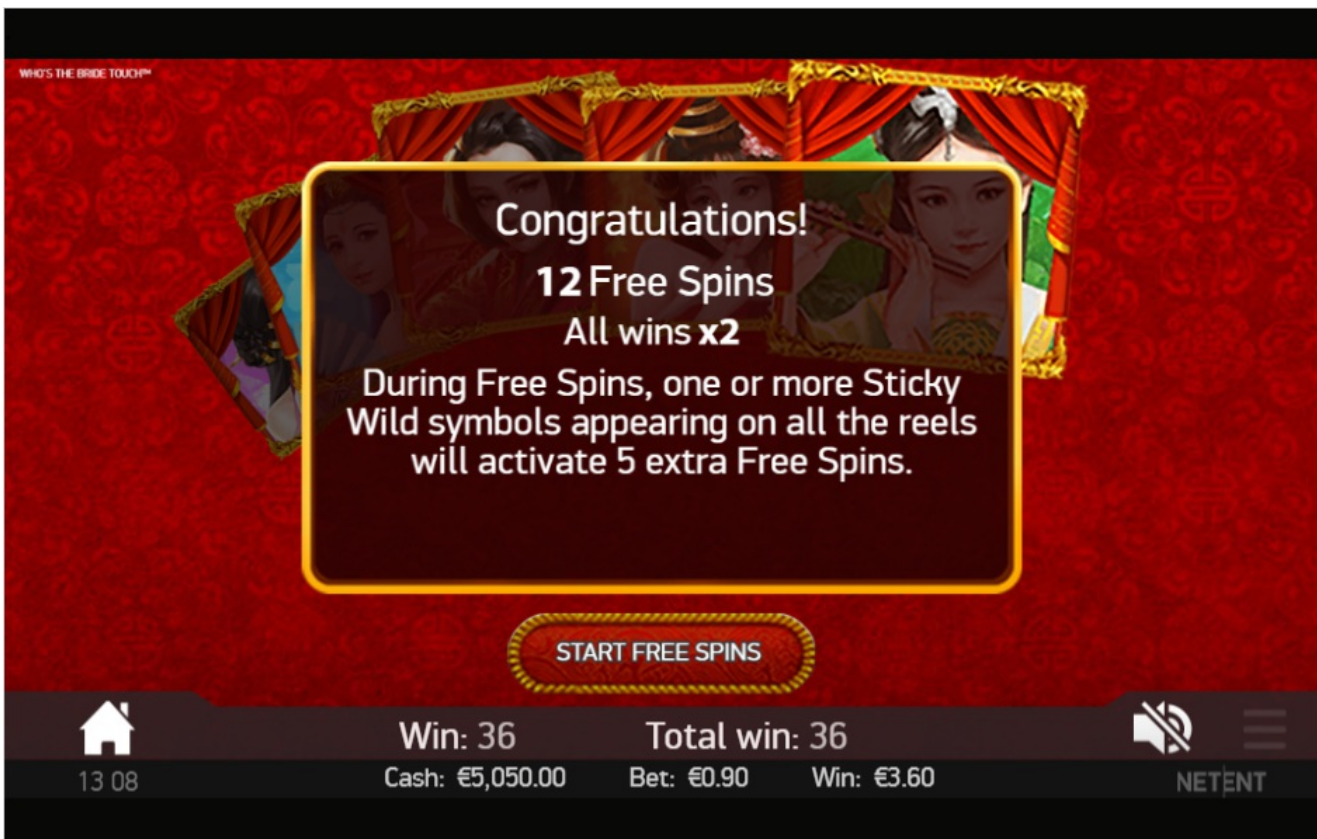 WHO'S THE BRIDE TOUCH™
Congratulations!
12 Free Spins
All wins x2
During Free Spins, one or more Sticky
Wild symbols appearing on all the reels
will activate 5 extra Free Spins.
START FREE SPINS
Win: 36 Total win: 36
13 08 Cash: €5,050.00 Bet: €0.90 Win: €3.60 NETENT